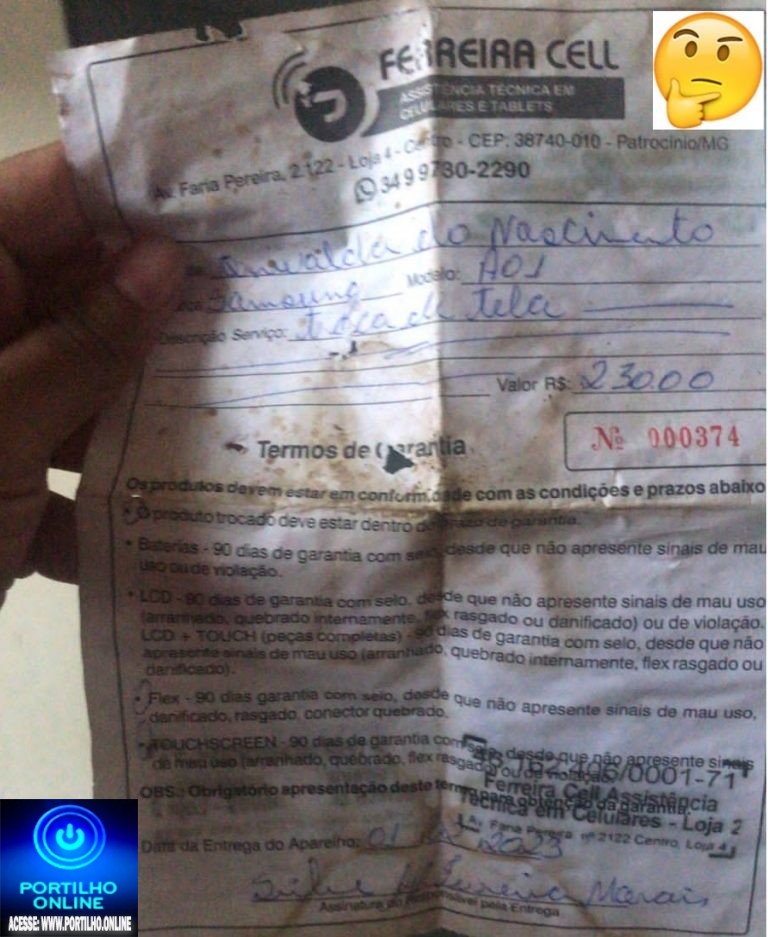 FERREIRA CELL
ASSISTÊNCIA TÉCNICA EM
CELULARES E TABLETS
Av. Faria Pereira, 2.122 - Loja 4 - Centro - CEP: 38740-010 - Patrocínio/MG
34 9 9730-2290
do Nascimento
Samsung Modelo: A01
Descrição Serviço: troca de tela
Valor R$: 230,00
Nº 000374
Termos de Garantia
Os produtos devem estar em conformidade com as condições e prazos abaixo
• O produto trocado deve estar dentro do prazo de garantia.
• Baterias - 90 dias de garantia com selo, desde que não apresente sinais de mau
uso ou de violação.
• LCD - 90 dias de garantia com selo, desde que não apresente sinais de mau uso
(arranhado, quebrado internamente, flex rasgado ou danificado) ou de violação.
LCD + TOUCH (peças completas) - 90 dias de garantia com selo, desde que não
apresente sinais de mau uso (arranhado, quebrado internamente, flex rasgado ou
danificado).
• Flex - 90 dias garantia com selo, desde que não apresente sinais de mau uso,
danificado, rasgado, conector quebrado.
• TOUCHSCREEN - 90 dias de garantia com selo, desde que não apresente sinais
de mau uso (arranhado, quebrado, flex rasgado) ou de violação.
/0001-71
OBS.: Obrigatório apresentação deste termo para obtenção da garantia.
Ferreira Cell Assistência
Técnica em Celulares - Loja 2
Av. Faria Pereira nº 2122 Centro, Loja 4
Data da Entrega do Aparelho: 01 2023
Assinatura do Responsável pela Entrega
PORTILHO
ONLINE
ACESSE: WWW.PORTILHO.ONLINE